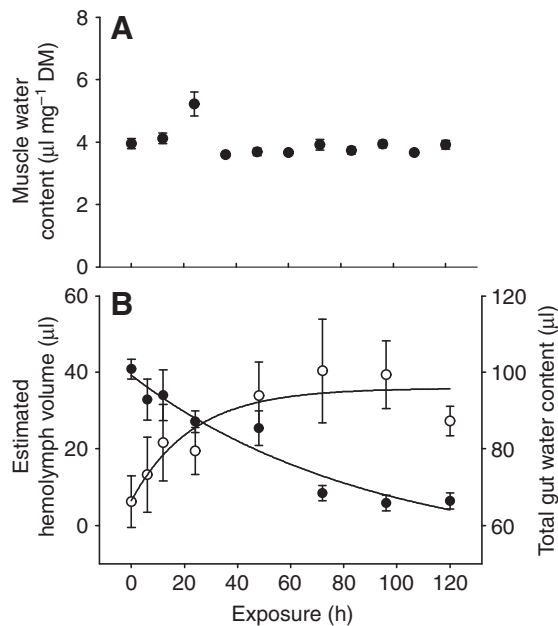 A
Muscle water
content (µl mg⁻¹ DM)
8
6
4
2
0
B
Estimated
hemolymph volume (µl)
60
40
20
0
Total gut water content (µl)
120
100
80
60
0 20 40 60 80 100 120
Exposure (h)